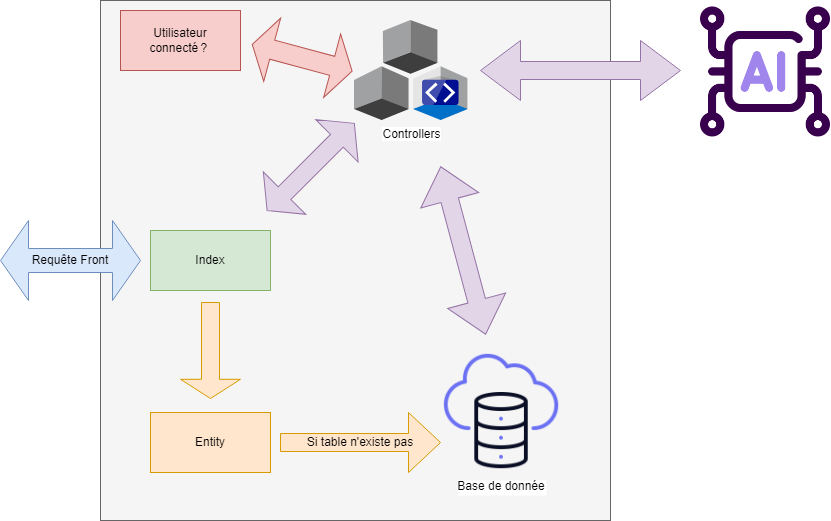 Utilisateur
connecté ?
AI
Controllers
Requête Front
Index
Entity
Si table n'existe pas
Base de donnée